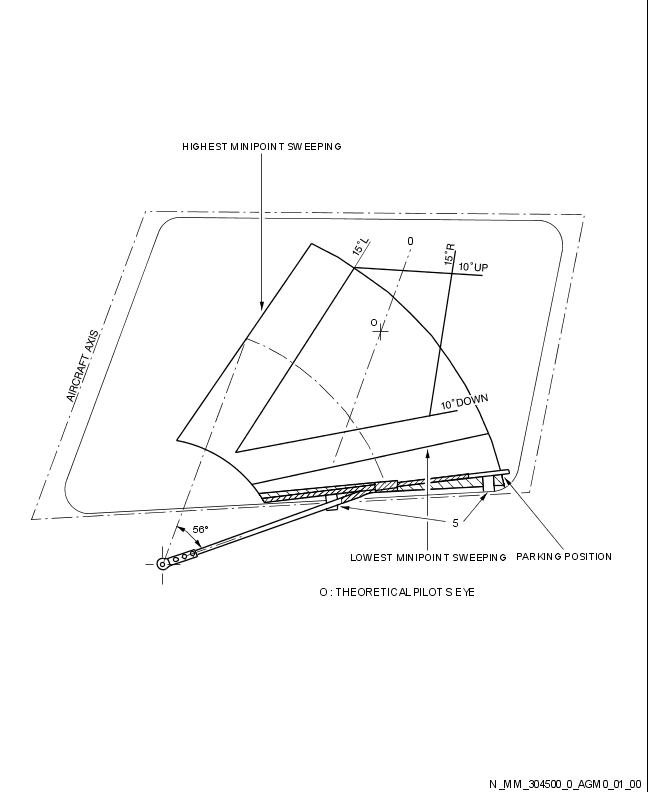 HIGHEST MINIPOINT SWEEPING
15°L
0
15°R
10°UP
O
AIRCRAFT AXIS
10°DOWN
56°
5
LOWEST MINIPOINT SWEEPING
PARKING POSITION
O : THEORETICAL PILOT S EYE
N_MM_304500_0_AGM0_01_00